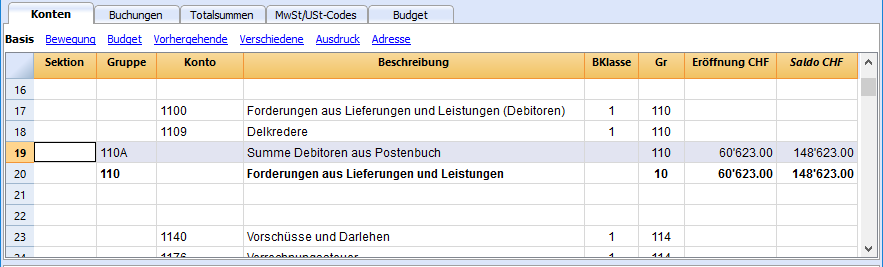 Konten Buchungen Totalsummen MwSt/USt-Codes Budget
Basis Bewegung Budget Vorhergehende Verschiedene Ausdruck Adresse
Sektion Gruppe Konto Beschreibung BKlasse Gr Eröffnung CHF Saldo CHF
16
17 1100 Forderungen aus Lieferungen und Leistungen (Debitoren) 1 110
18 1109 Delkredere 1 110
19 110A Summe Debitoren aus Postenbuch 110 60'623.00 148'623.00
20 110 Forderungen aus Lieferungen und Leistungen 10 60'623.00 148'623.00
21
22
23 1140 Vorschüsse und Darlehen 1 114
24 1176 Verrechnungssteuer 1 114